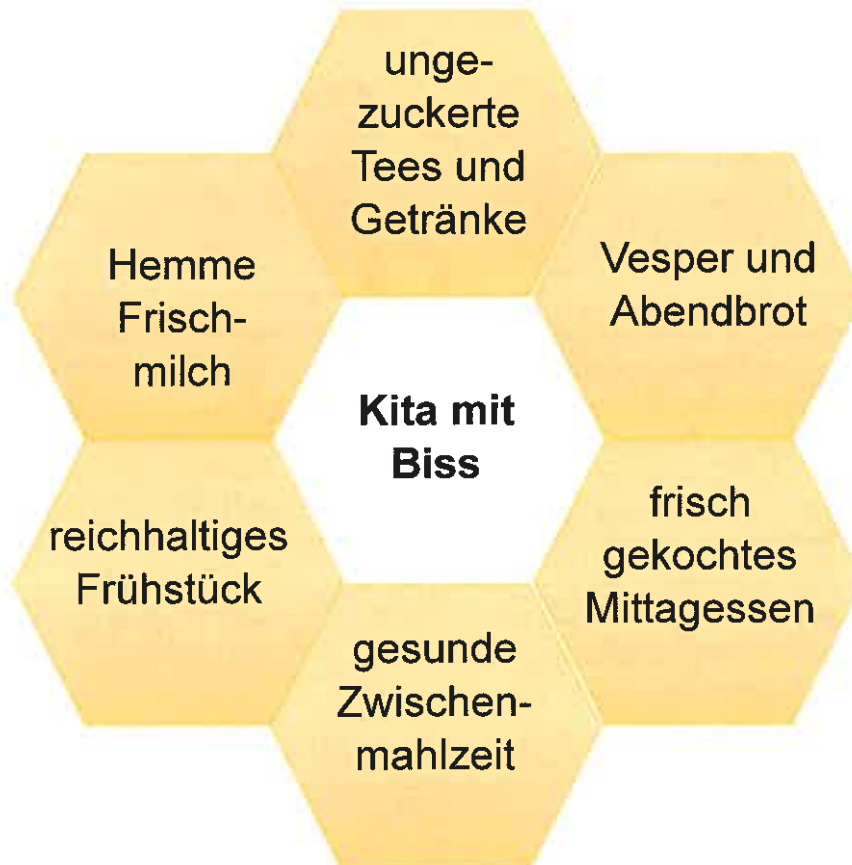 unge-
zuckerte
Tees und
Getränke
Hemme
Frisch-
milch
Vesper und
Abendbrot
Kita mit
Biss
reichhaltiges
Frühstück
frisch
gekochtes
Mittagessen
gesunde
Zwischen-
mahlzeit